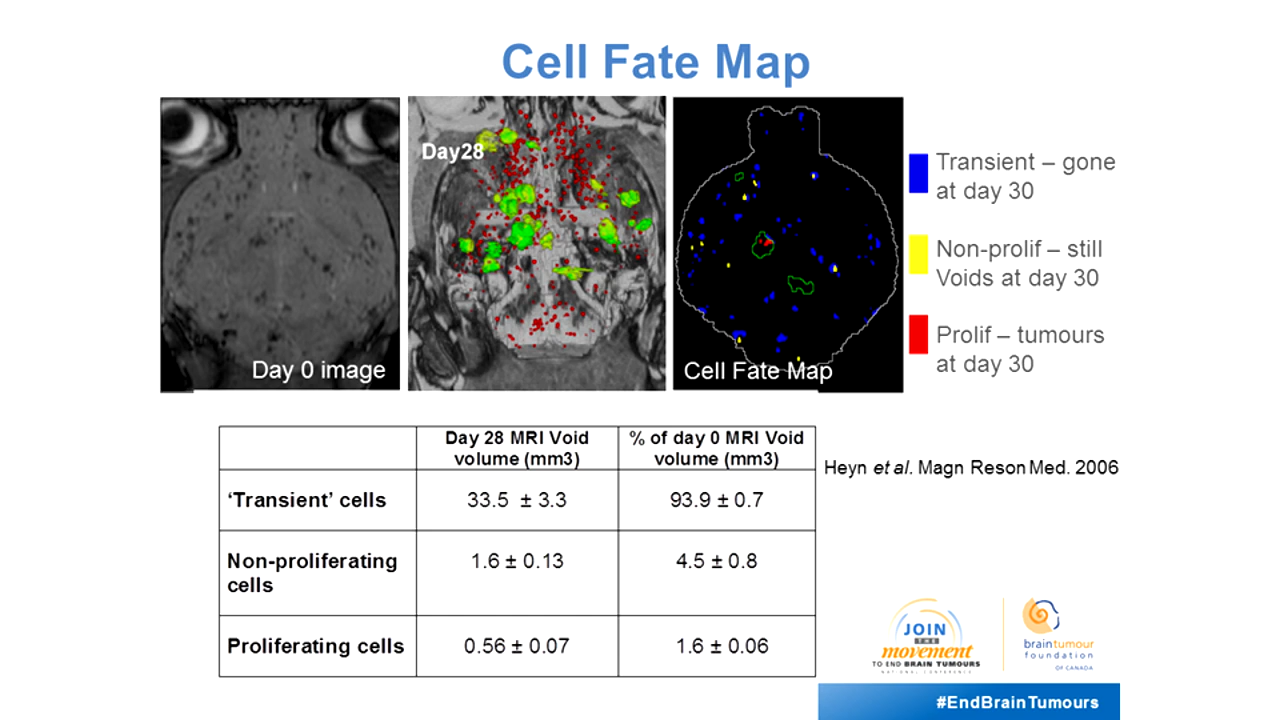 Cell Fate Map
Day 0 image
Day28
Cell Fate Map
Transient – gone
at day 30
Non-prolif – still
Voids at day 30
Prolif – tumours
at day 30
Day 28 MRI Void
volume (mm3)
% of day 0 MRI Void
volume (mm3)
‘Transient’ cells
33.5 ± 3.3
93.9 ± 0.7
Non-proliferating
cells
1.6 ± 0.13
4.5 ± 0.8
Proliferating cells
0.56 ± 0.07
1.6 ± 0.06
Heyn et al. Magn Reson Med. 2006
JOIN
THE
movement
TO END BRAIN TUMOURS
NATIONAL CONFERENCE
braintumour
foundation
OF CANADA
#EndBrainTumours